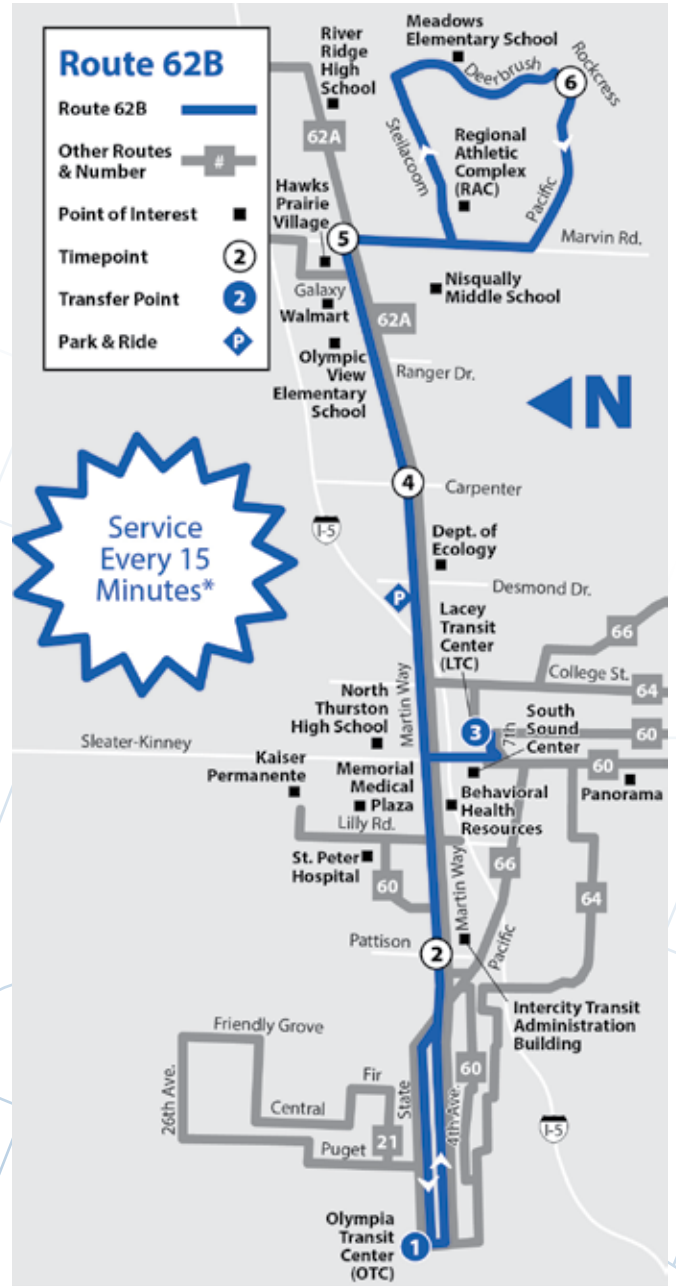 Route 62B
Route 62B
Other Routes
& Number
#
Point of Interest
Timepoint
2
Transfer Point
2
Park & Ride
P
River
Ridge
High
School
62A
Hawks
Prairie
Village
5
Meadows
Elementary School
Deerbrush
Rockcress
6
Steilacoom
Regional
Athletic
Complex
(RAC)
Pacific
Marvin Rd.
Nisqually
Middle School
Galaxy
Walmart
62A
Olympic
View
Elementary
School
Ranger Dr.
N
4
Carpenter
Service
Every 15
Minutes*
I-5
Dept. of
Ecology
Desmond Dr.
P
Lacey
Transit
Center
(LTC)
66
College St.
64
North
Thurston
High School
Martin Way
3
7th
South
Sound
Center
60
Sleater-Kinney
60
Kaiser
Permanente
Memorial
Medical
Plaza
Behavioral
Health
Resources
Panorama
Lilly Rd.
St. Peter
Hospital
60
Martin Way
66
64
Pattison
2
Pacific
Intercity Transit
Administration
Building
Friendly Grove
26th Ave.
Fir
Central
State
4th Ave.
60
21
Puget
I-5
Olympia
Transit
Center
(OTC)
1